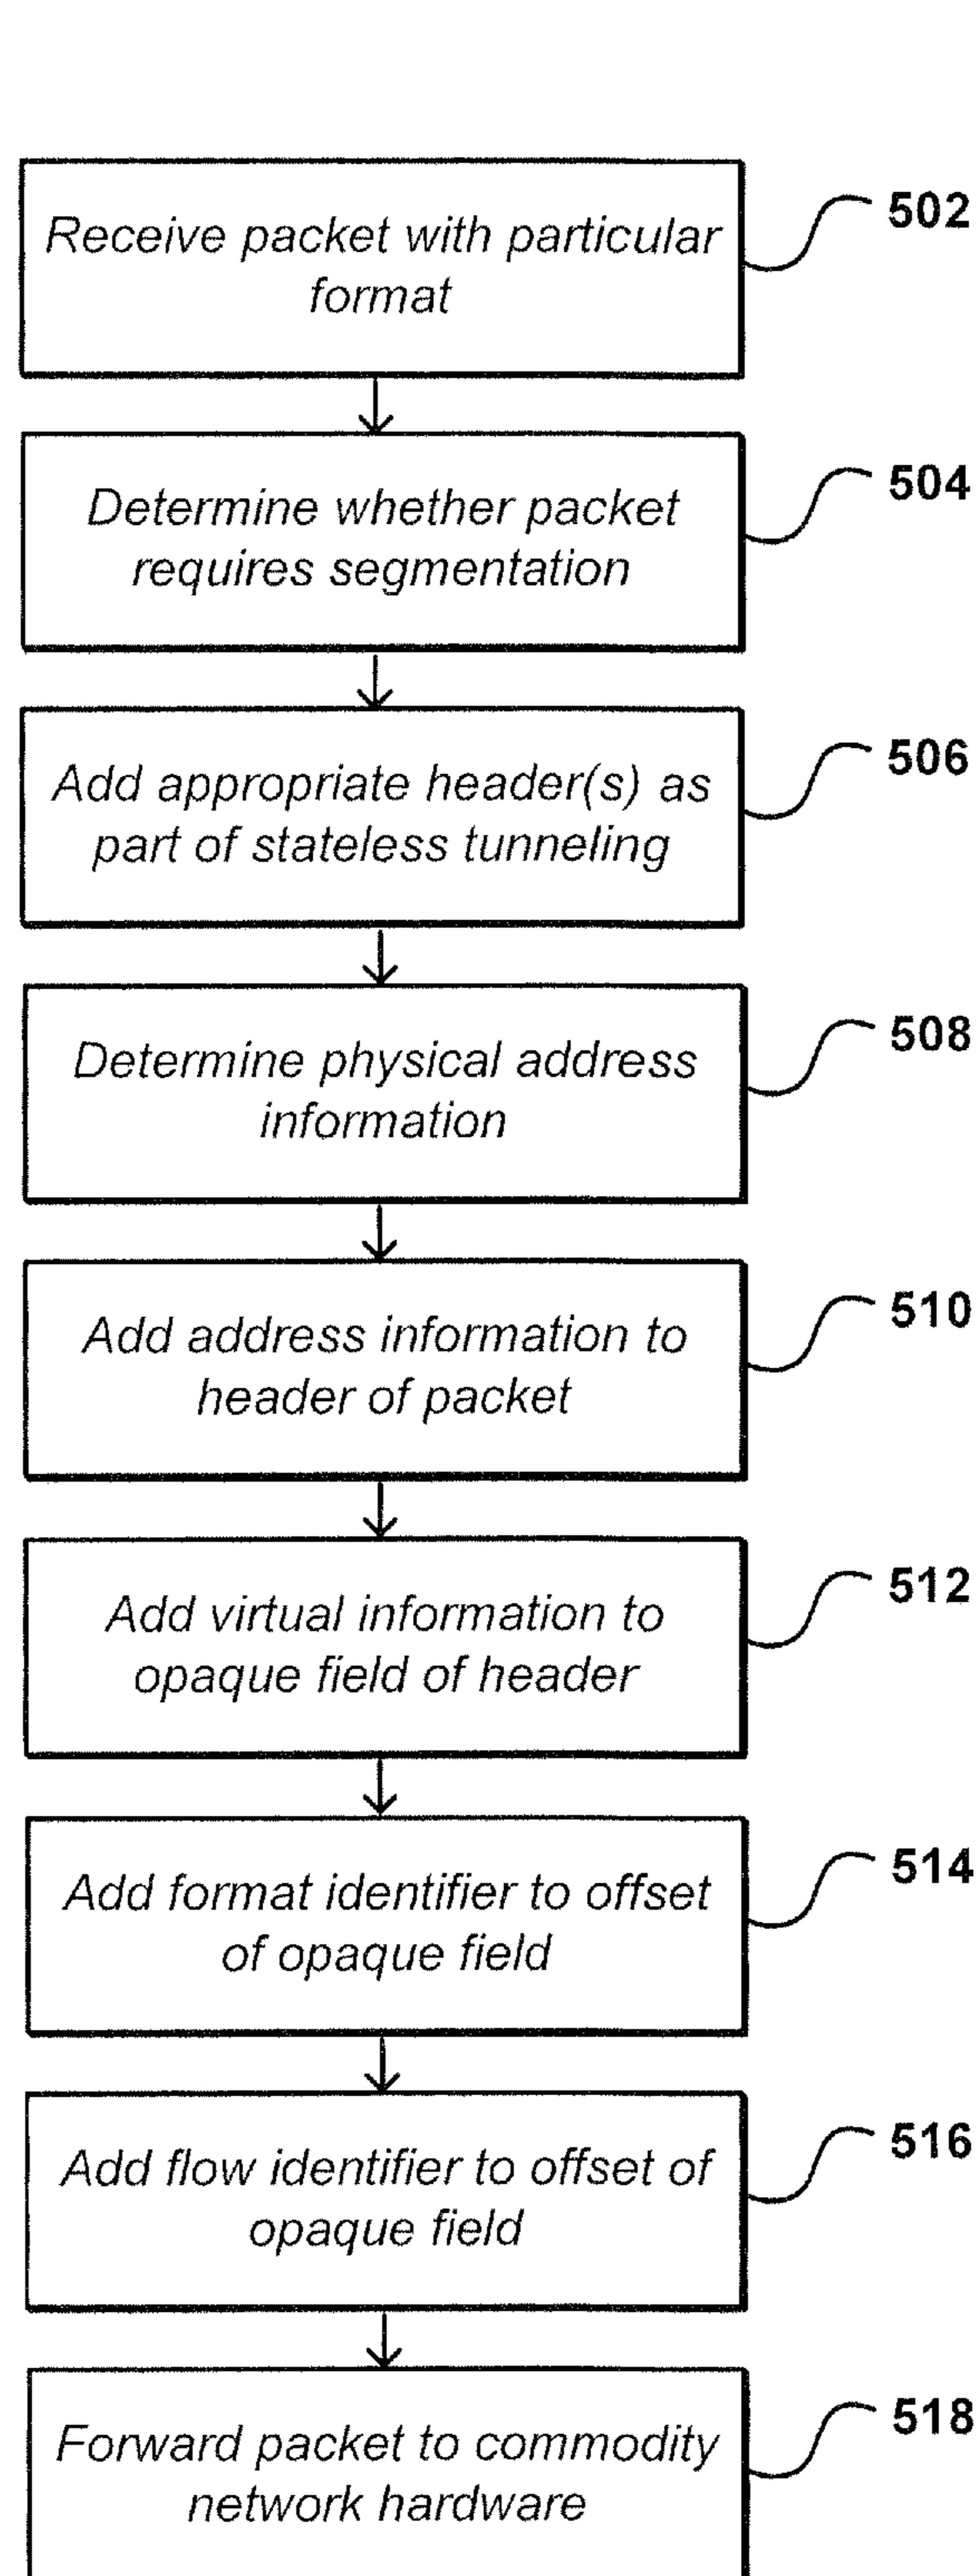 Receive packet with particular
format
502
Determine whether packet
requires segmentation
504
Add appropriate header(s) as
part of stateless tunneling
506
Determine physical address
information
508
Add address information to
header of packet
510
Add virtual information to
opaque field of header
512
Add format identifier to offset
of opaque field
514
Add flow identifier to offset of
opaque field
516
Forward packet to commodity
network hardware
518